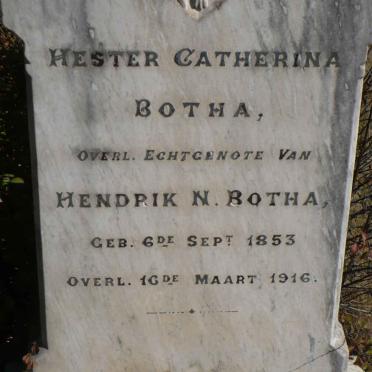 HESTER CATHERINA
BOTHA,
OVERL. ECHTGENOTE VAN
HENDRIK N. BOTHA,
GEB. 6DE SEPT 1853
OVERL. 16DE MAART 1916.